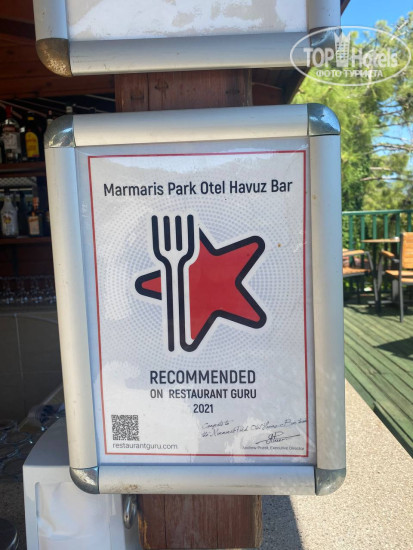 TOP HOTELS
ФОТО ТУРИСТА
Marmaris Park Otel Havuz Bar
RECOMMENDED
ON RESTAURANT GURU
2021
restaurantguru.com